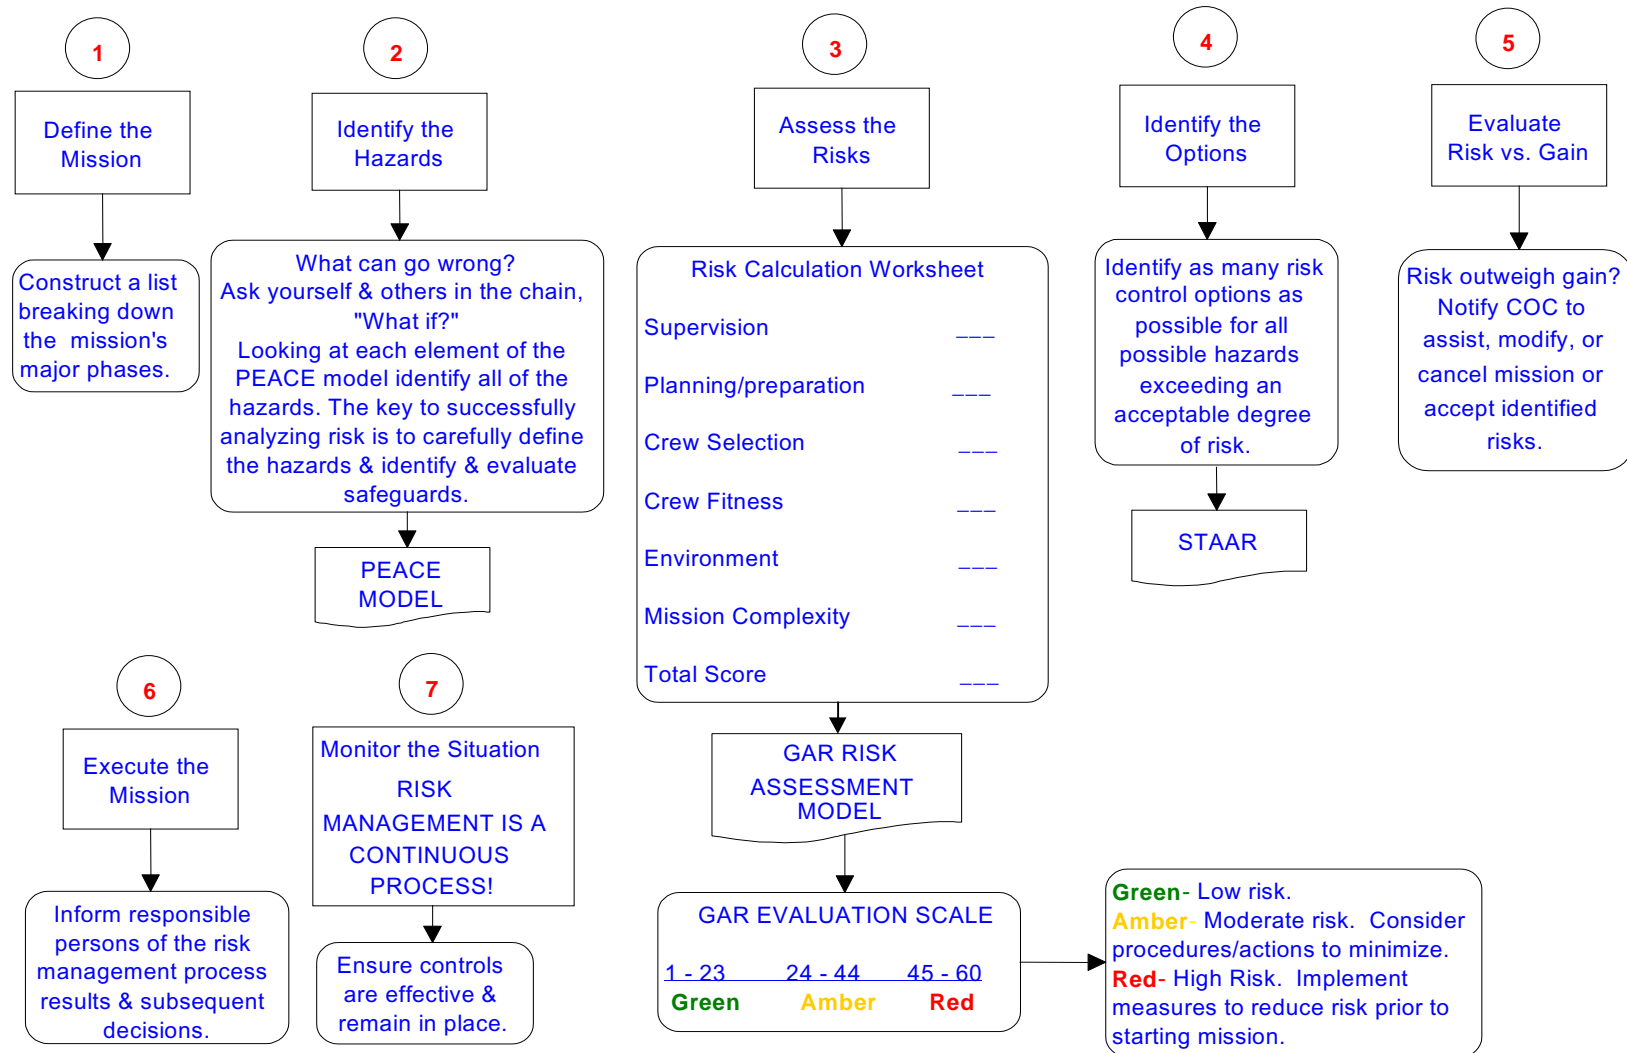 1
Define the
Mission
Construct a list
breaking down
the mission's
major phases.
2
Identify the
Hazards
What can go wrong?
Ask yourself & others in the chain,
"What if?"
Looking at each element of the
PEACE model identify all of the
hazards. The key to successfully
analyzing risk is to carefully define
the hazards & identify & evaluate
safeguards.
PEACE
MODEL
3
Assess the
Risks
Risk Calculation Worksheet
Supervision ___
Planning/preparation ___
Crew Selection ___
Crew Fitness ___
Environment ___
Mission Complexity ___
Total Score ___
GAR RISK
ASSESSMENT
MODEL
GAR EVALUATION SCALE
1 - 23 24 - 44 45 - 60
Green Amber Red
Green- Low risk.
Amber- Moderate risk. Consider
procedures/actions to minimize.
Red- High Risk. Implement
measures to reduce risk prior to
starting mission.
4
Identify the
Options
Identify as many risk
control options as
possible for all
possible hazards
exceeding an
acceptable degree
of risk.
STAAR
5
Evaluate
Risk vs. Gain
Risk outweigh gain?
Notify COC to
assist, modify, or
cancel mission or
accept identified
risks.
6
Execute the
Mission
Inform responsible
persons of the risk
management process
results & subsequent
decisions.
7
Monitor the Situation
RISK
MANAGEMENT IS A
CONTINUOUS
PROCESS!
Ensure controls
are effective &
remain in place.